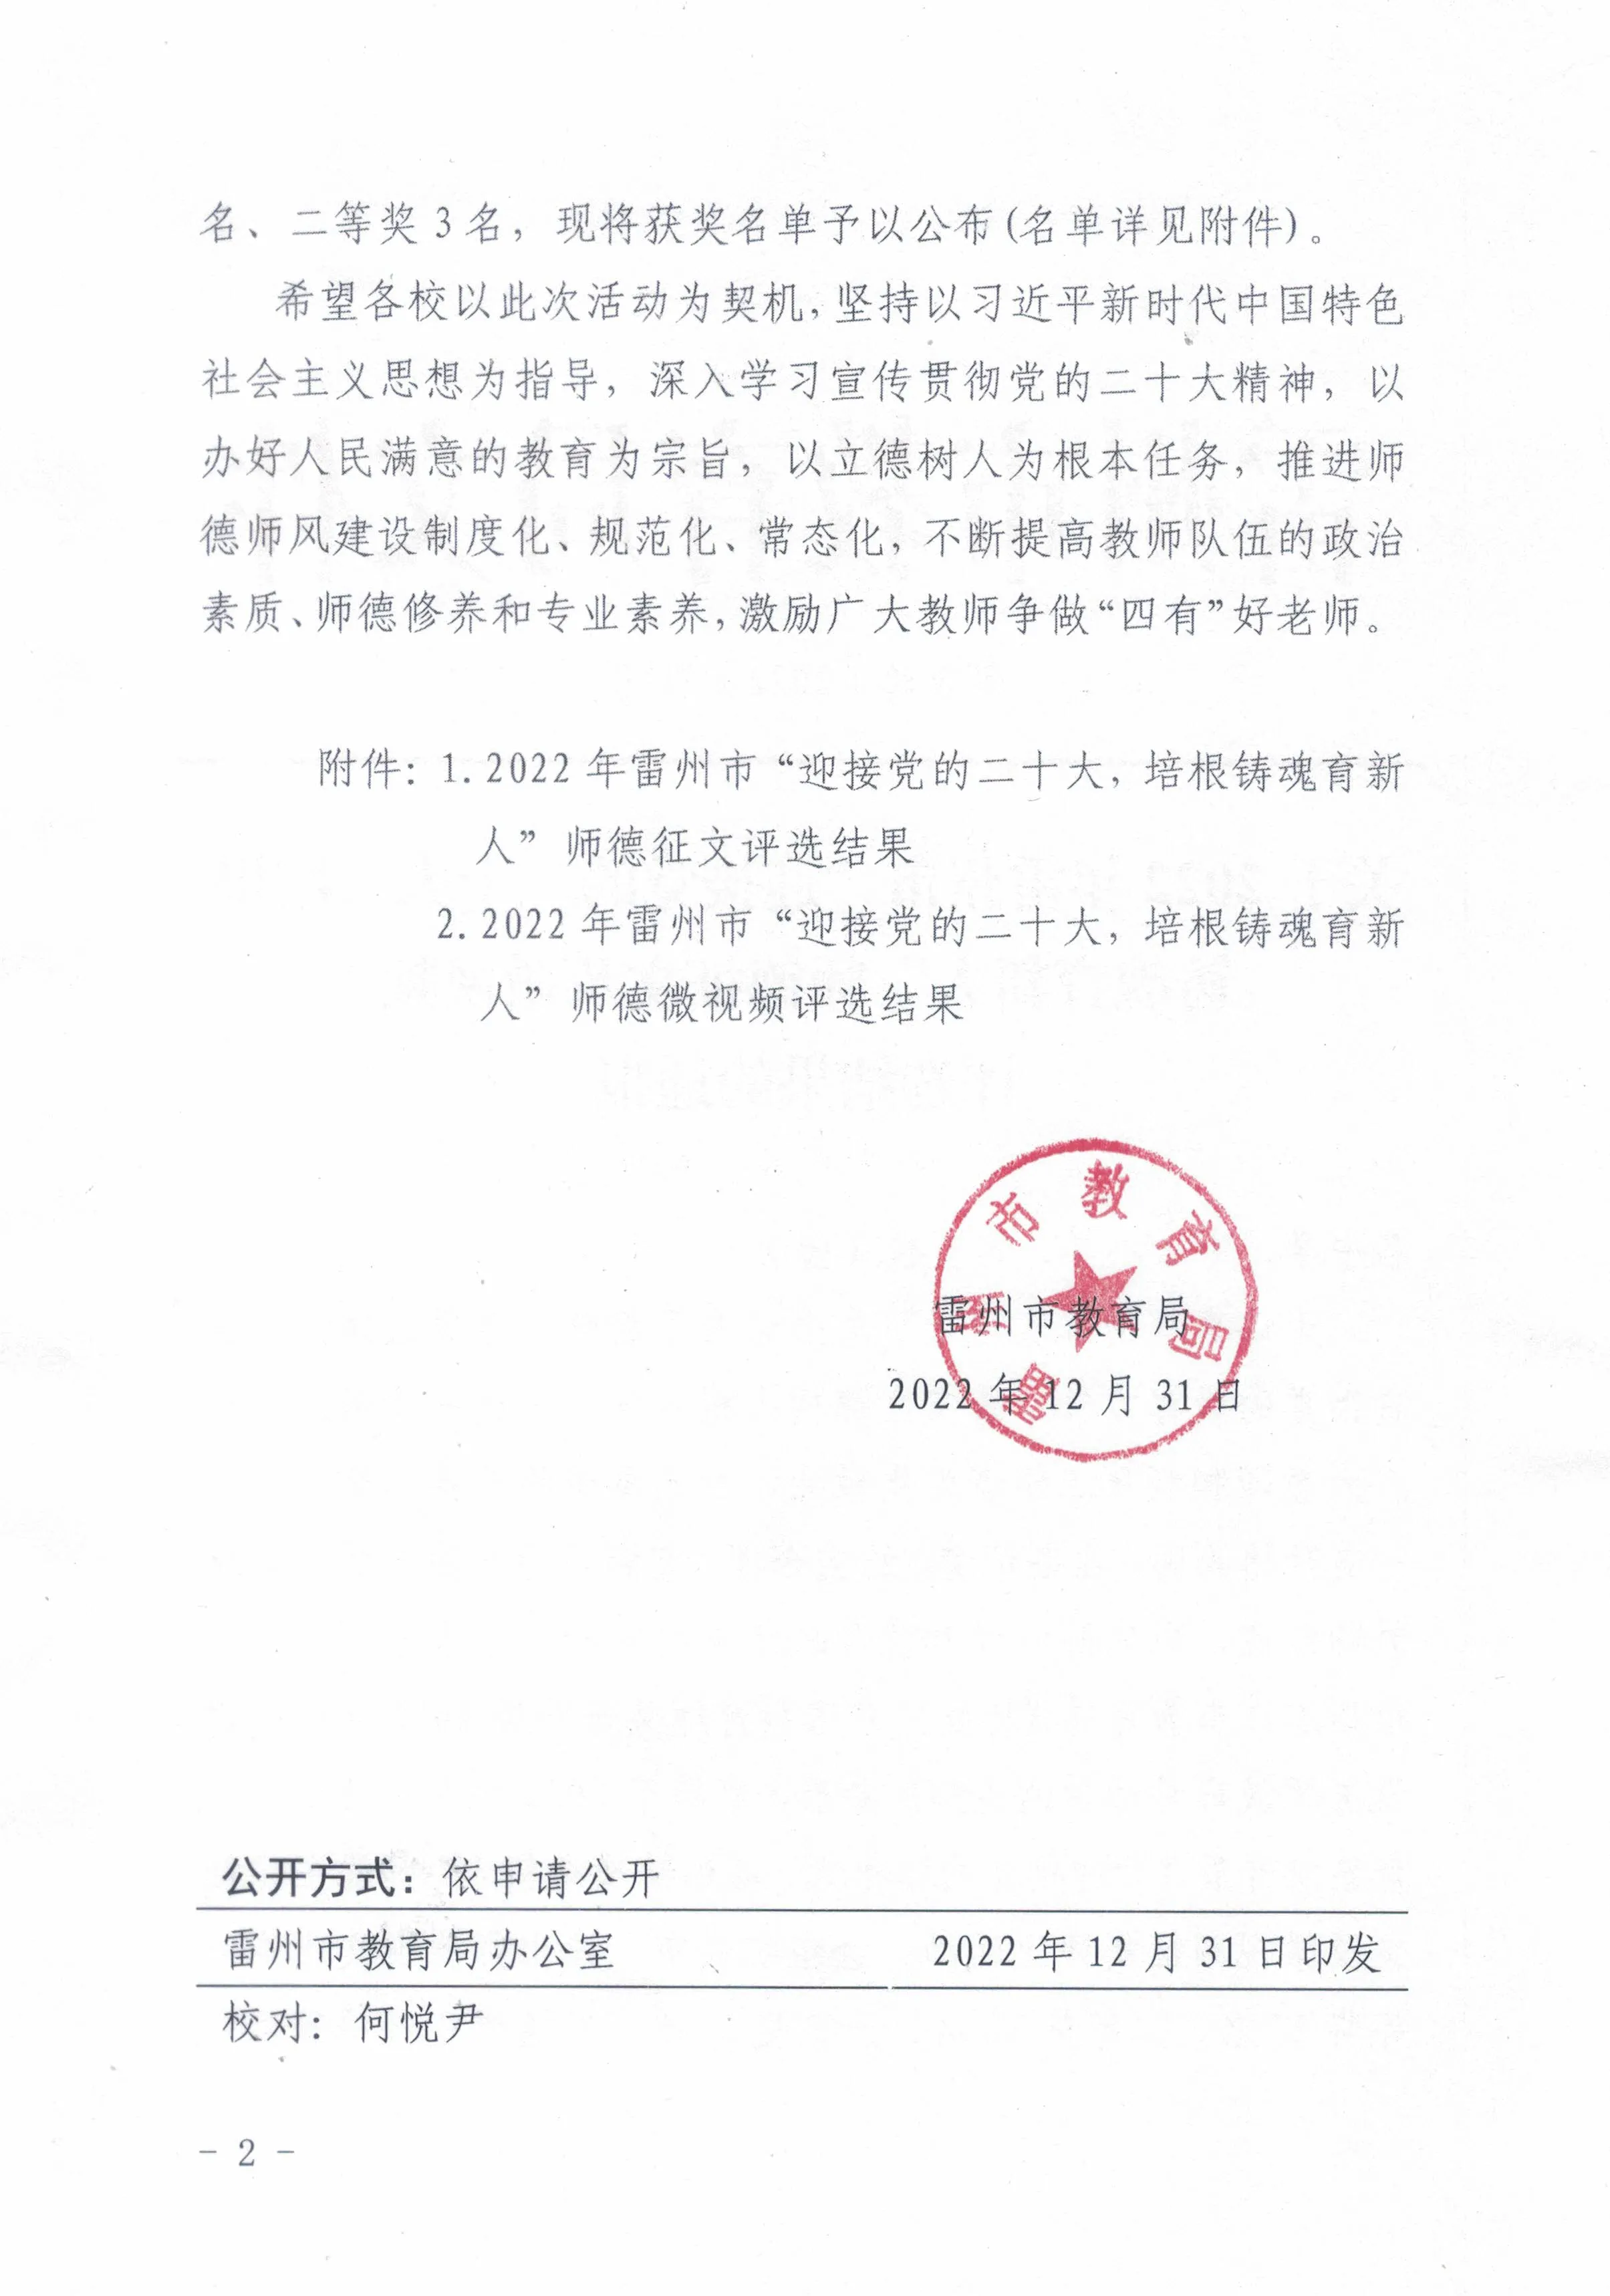 名、二等奖 3 名，现将获奖名单予以公布(名单详见附件)。
希望各校以此次活动为契机，坚持以习近平新时代中国特色
社会主义思想为指导，深入学习宣传贯彻党的二十大精神，以
办好人民满意的教育为宗旨，以立德树人为根本任务，推进师
德师风建设制度化、规范化、常态化，不断提高教师队伍的政治
素质、师德修养和专业素养，激励广大教师争做“四有”好老师。
附件：1.2022 年雷州市“迎接党的二十大，培根铸魂育新
人”师德征文评选结果
2.2022 年雷州市“迎接党的二十大，培根铸魂育新
人”师德微视频评选结果
雷州市教育局
雷州市教育局
2022 年 12 月 31 日
公开方式：依申请公开
雷州市教育局办公室 2022 年 12 月 31 日印发
校对：何悦尹
- 2 -